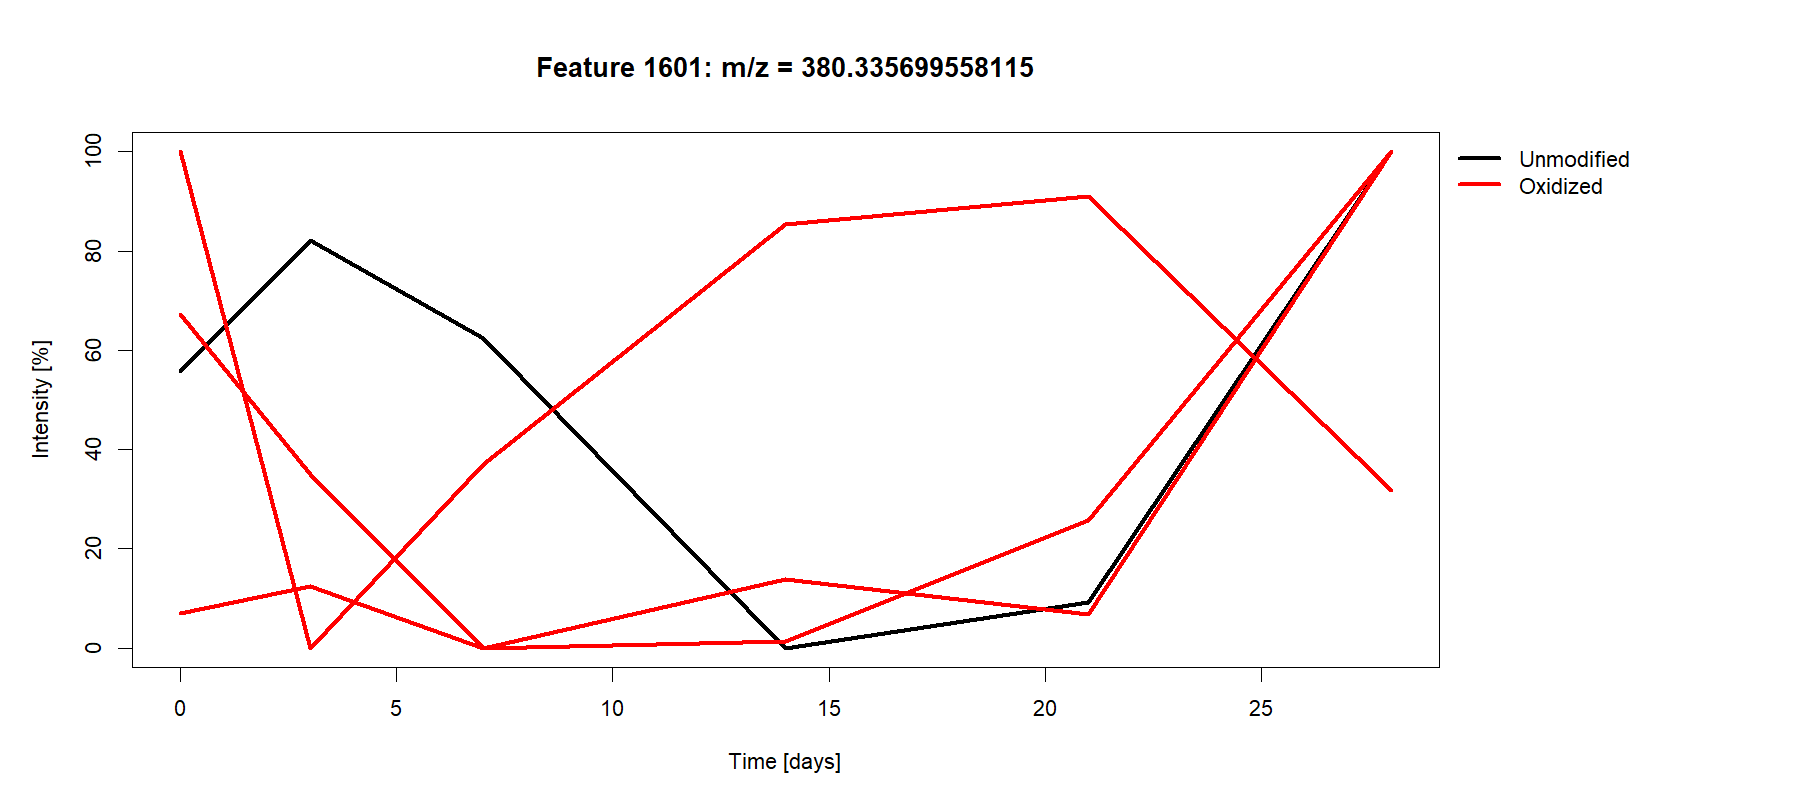 Feature 1601: m/z = 380.335699558115
Unmodified
Oxidized
Intensity [%]
100
80
60
40
20
0
0 5 10 15 20 25
Time [days]